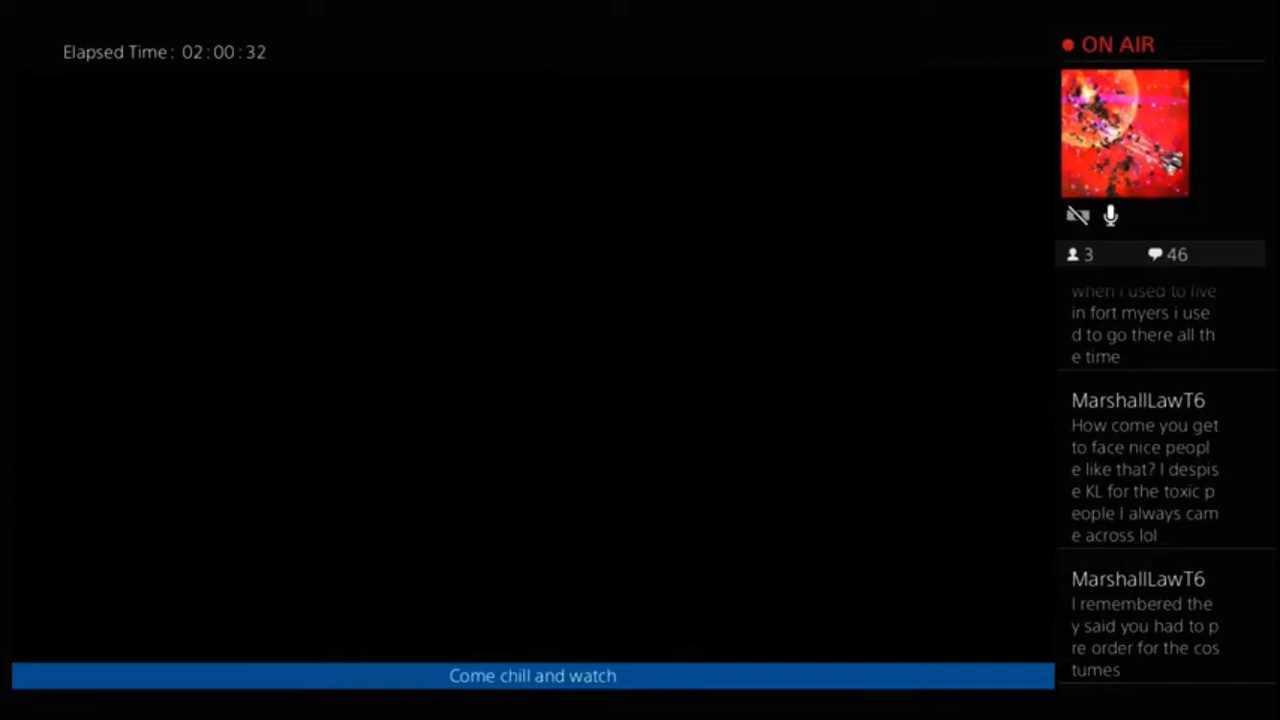 Elapsed Time: 02:00:32
ON AIR
3 46
when i used to live
in fort myers i use
d to go there all th
e time
MarshallLawT6
How come you get
to face nice peopl
e like that? I despis
e KL for the toxic p
eople I always cam
e across lol
MarshallLawT6
I remembered the
y said you had to p
re order for the cos
tumes
Come chill and watch